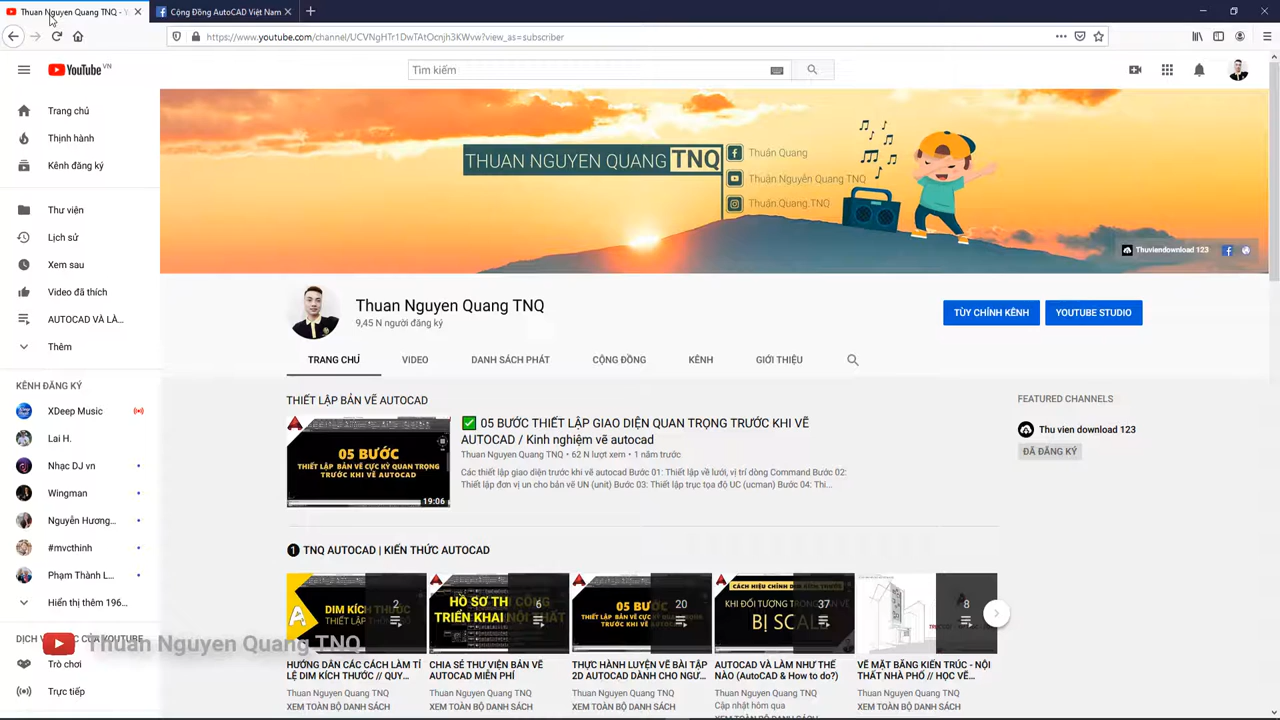 Thuan Nguyen Quang TNQ - Y
Cộng Đồng AutoCAD Việt Nam
https://www.youtube.com/channel/UCVNgHTr1DwTAtOcnjh3KWvw?view_as=subscriber
YouTube VN
Tìm kiếm
Trang chủ
Thịnh hành
Kênh đăng ký
Thư viện
Lịch sử
Xem sau
Video đã thích
AUTOCAD VÀ LÀ...
Thêm
KÊNH ĐĂNG KÝ
XDeep Music
Lai H.
Nhạc DJ vn
Wingman
Nguyễn Hương...
#mvcthinh
Phạm Thành L...
Hiển thị thêm 196...
Trò chơi
Trực tiếp
THUAN NGUYEN QUANG TNQ
Thuấn Quang
Thuan Nguyen Quang TNQ
Thuan.Quang.TNQ
Thuviendownload 123
Thuan Nguyen Quang TNQ
9,45 N người đăng ký
TÙY CHỈNH KÊNH
YOUTUBE STUDIO
TRANG CHỦ
VIDEO
DANH SÁCH PHÁT
CỘNG ĐỒNG
KÊNH
GIỚI THIỆU
THIẾT LẬP BẢN VẼ AUTOCAD
05 BƯỚC
THIẾT LẬP BẢN VẼ CỰC KỲ QUAN TRỌNG
TRƯỚC KHI VẼ AUTOCAD
19:06
✅ 05 BƯỚC THIẾT LẬP GIAO DIỆN QUAN TRỌNG TRƯỚC KHI VẼ
AUTOCAD / Kinh nghiệm vẽ autocad
Thuan Nguyen Quang TNQ • 62 N lượt xem • 1 năm trước
Các thiết lập giao diện trước khi vẽ autocad Bước 01: Thiết lập về lưới, vị trí dòng Command Bước 02:
Thiết lập đơn vị un cho bản vẽ UN (unit) Bước 03: Thiết lập trục tọa độ UC (ucman) Bước 04: Thi...
FEATURED CHANNELS
Thu vien download 123
ĐÃ ĐĂNG KÝ
1 TNQ AUTOCAD | KIẾN THỨC AUTOCAD
DIM KÍCH THƯỚC
2
HỒ SƠ TH
TRIỂN KHAI
6
05 BƯỚ
20
KHI ĐỐI TƯỢNG
BỊ SC
37
8
HƯỚNG DẪN CÁC CÁCH LÀM TỈ
LỆ DIM KÍCH THƯỚC // QUY...
Thuan Nguyen Quang TNQ
XEM TOÀN BỘ DANH SÁCH
CHIA SẺ THƯ VIỆN BẢN VẼ
AUTOCAD MIỄN PHÍ
Thuan Nguyen Quang TNQ
XEM TOÀN BỘ DANH SÁCH
THỰC HÀNH LUYỆN VẼ BÀI TẬP
2D AUTOCAD DÀNH CHO NGƯ...
Thuan Nguyen Quang TNQ
XEM TOÀN BỘ DANH SÁCH
AUTOCAD VÀ LÀM NHƯ THẾ
NÀO (AutoCAD & How to do?)
Thuan Nguyen Quang TNQ
Cập nhật hôm qua
VẼ MẶT BẰNG KIẾN TRÚC - NỘI
THẤT NHÀ PHỐ // HỌC VẼ...
Thuan Nguyen Quang TNQ
XEM TOÀN BỘ DANH SÁCH
Thuan Nguyen Quang TNQ